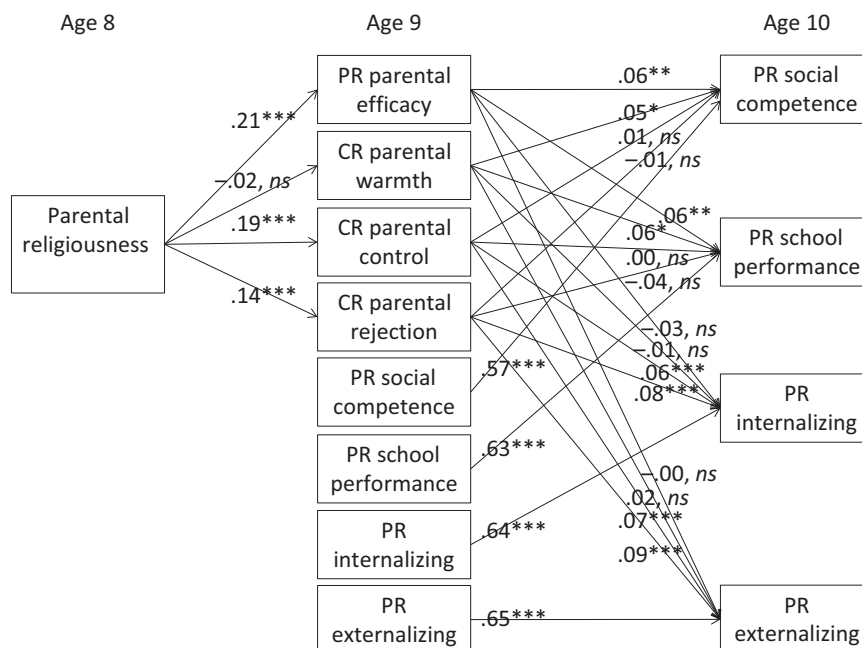 Age 8
Age 9
Age 10
Parental
religiousness
.21***
–.02, ns
.19***
.14***
PR parental
efficacy
CR parental
warmth
CR parental
control
CR parental
rejection
PR social
competence
PR school
performance
PR
internalizing
PR
externalizing
.57***
.63***
.64***
.65***
.06**
.05*
.01, ns
–.01, ns
.06**
.06*
.00, ns
–.04, ns
–.03, ns
–.01, ns
.06***
.08***
–.00, ns
.02, ns
.07***
.09***
PR social
competence
PR school
performance
PR
internalizing
PR
externalizing